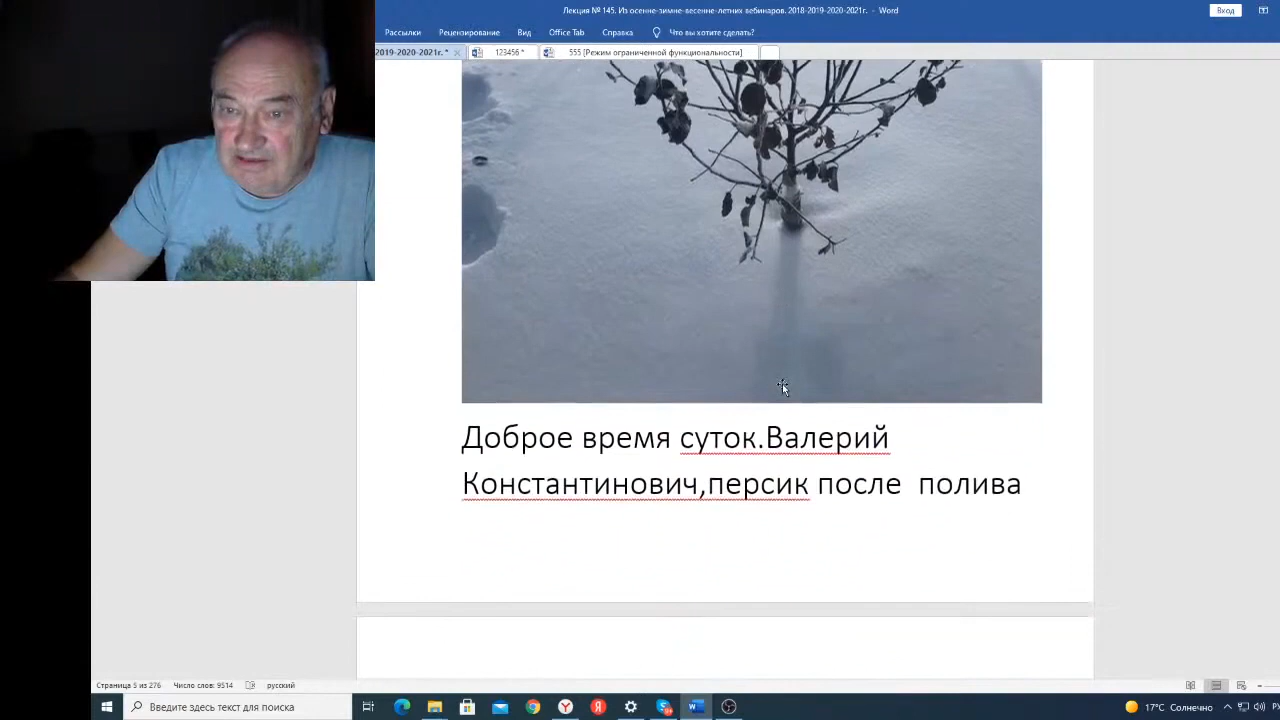 Лекция № 145. Из осенне-зимне-весенне-летних вебинаров. 2018-2019-2020-2021г. - Word
Вход
Рассылки Рецензирование Вид Office Tab Справка Что вы хотите сделать?
2019-2020-2021г. * 123456 * 555 [Режим ограниченной функциональности]
Доброе время суток.Валерий
Константинович,персик после полива
Страница 5 из 276 Число слов: 9514 русский
Введите здесь текст для поиска
17°C Солнечно